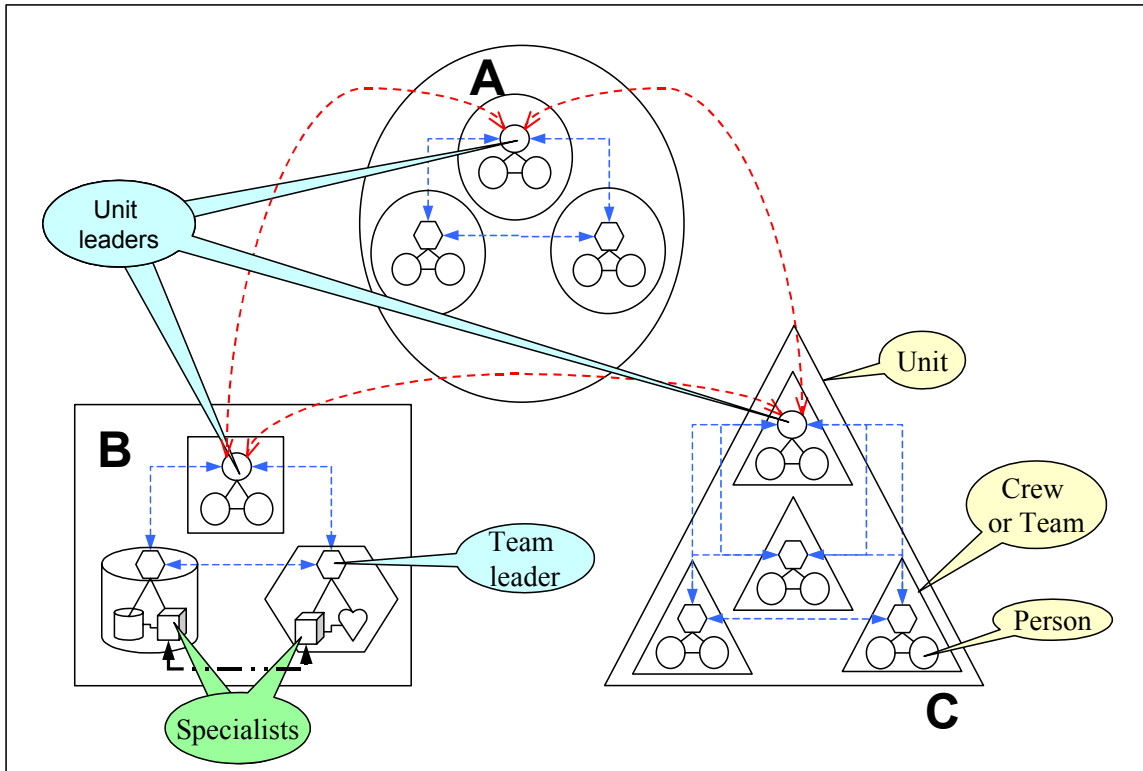 A
Unit
leaders
Unit
B
Crew
or Team
Team
leader
Person
C
Specialists